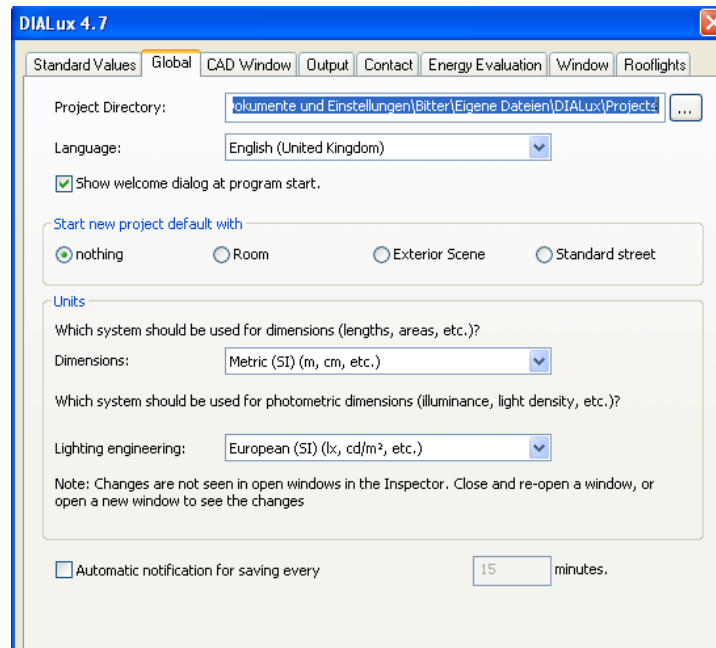 DIALux 4.7
Standard Values Global CAD Window Output Contact Energy Evaluation Window Rooflights
Project Directory: okumente und Einstellungen\Bitter\Eigene Dateien\DIALux\Projects ...
Language: English (United Kingdom)
Show welcome dialog at program start.
Start new project default with
nothing Room Exterior Scene Standard street
Units
Which system should be used for dimensions (lengths, areas, etc.)?
Dimensions: Metric (SI) (m, cm, etc.)
Which system should be used for photometric dimensions (illuminance, light density, etc.)?
Lighting engineering: European (SI) (lx, cd/m², etc.)
Note: Changes are not seen in open windows in the Inspector. Close and re-open a window, or
open a new window to see the changes
Automatic notification for saving every 15 minutes.